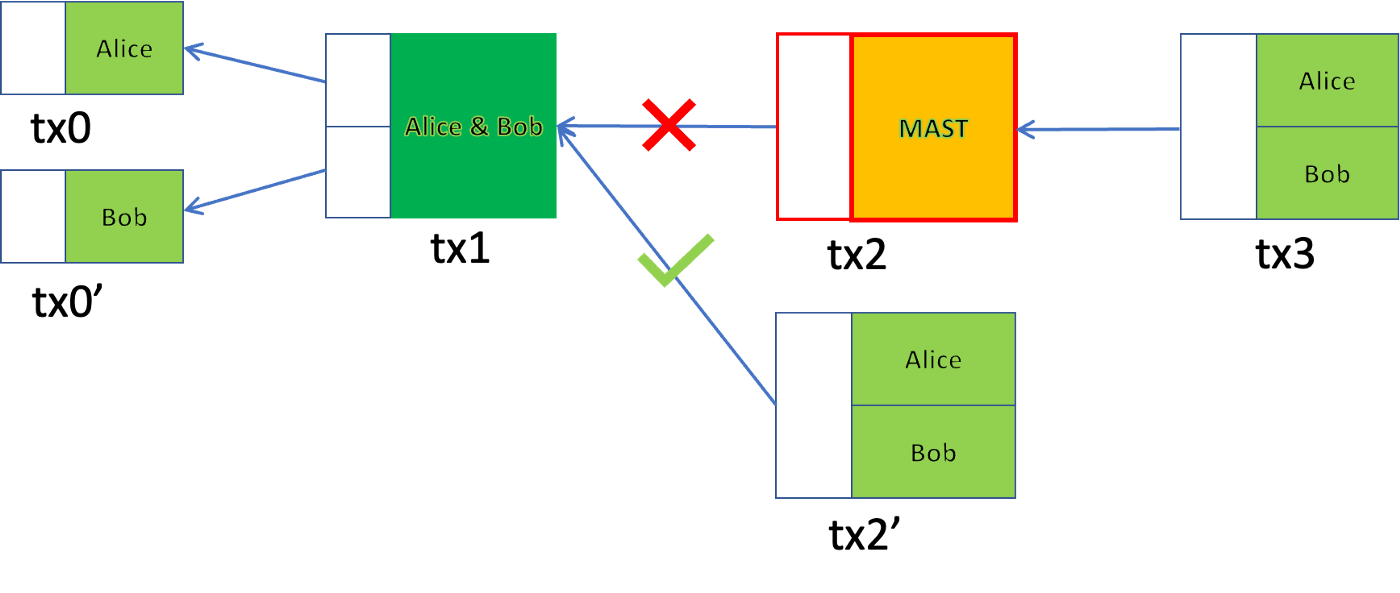 Alice
tx0
Bob
tx0’
Alice & Bob
tx1
MAST
tx2
Alice
Bob
tx3
Alice
Bob
tx2’